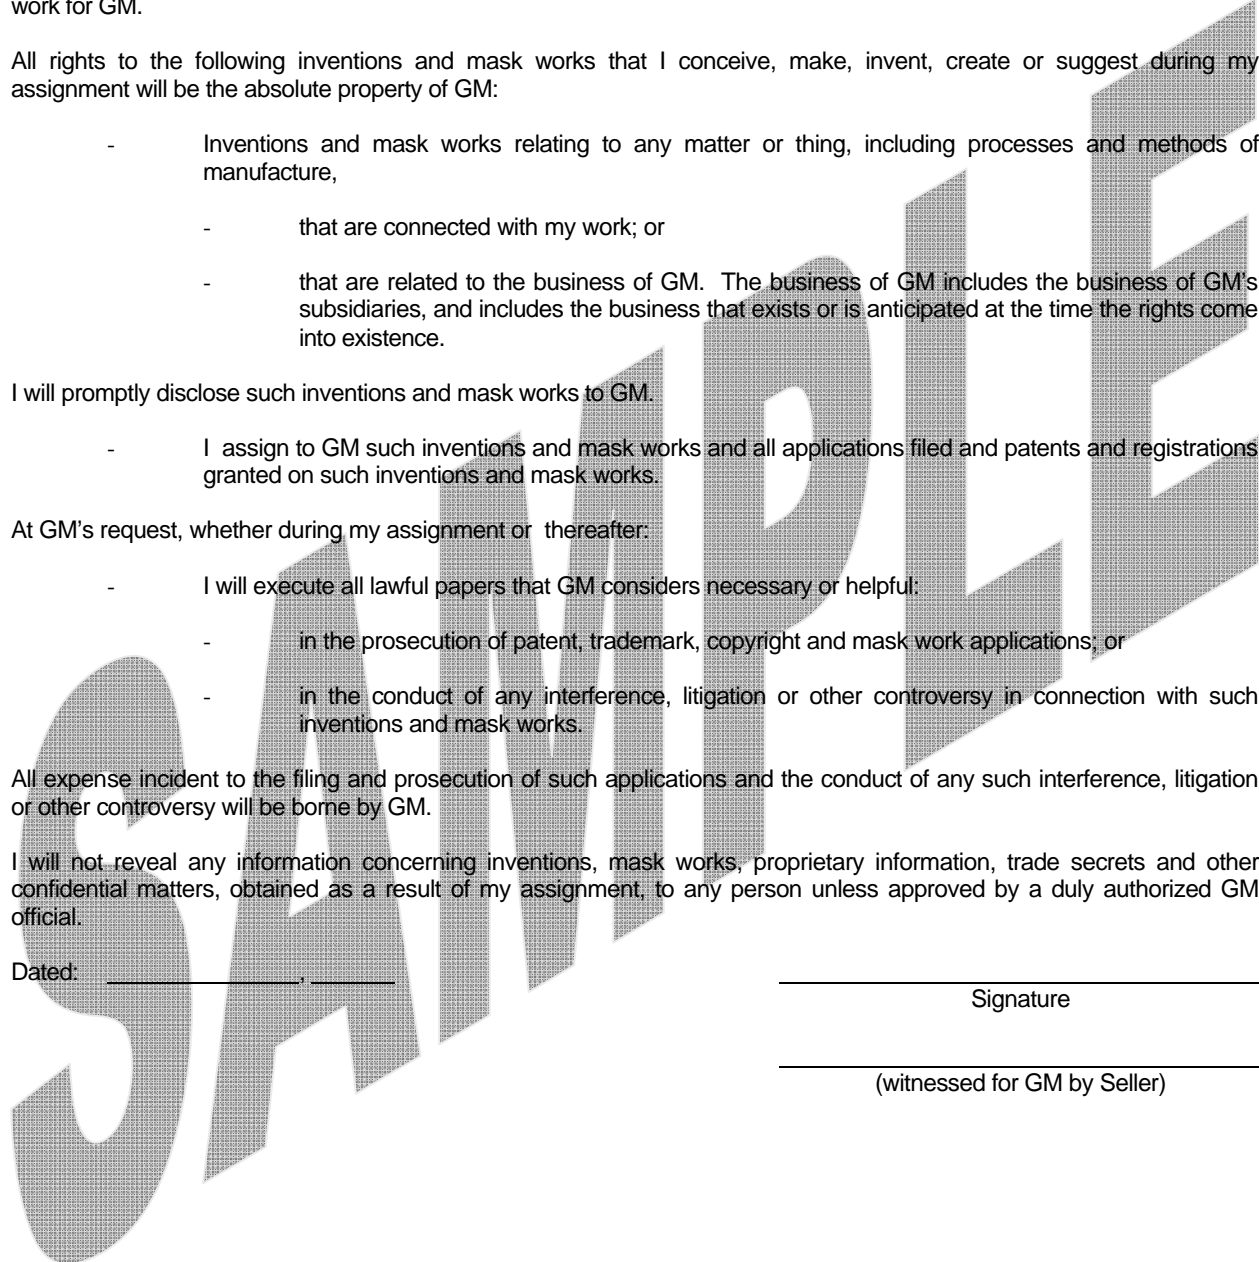 work for GM.
All rights to the following inventions and mask works that I conceive, make, invent, create or suggest during my
assignment will be the absolute property of GM:
- Inventions and mask works relating to any matter or thing, including processes and methods of
manufacture,
- that are connected with my work; or
- that are related to the business of GM. The business of GM includes the business of GM's
subsidiaries, and includes the business that exists or is anticipated at the time the rights come
into existence.
I will promptly disclose such inventions and mask works to GM.
- I assign to GM such inventions and mask works and all applications filed and patents and registrations
granted on such inventions and mask works.
At GM's request, whether during my assignment or thereafter:
- I will execute all lawful papers that GM considers necessary or helpful:
- in the prosecution of patent, trademark, copyright and mask work applications; or
- in the conduct of any interference, litigation or other controversy in connection with such
inventions and mask works.
All expense incident to the filing and prosecution of such applications and the conduct of any such interference, litigation
or other controversy will be borne by GM.
I will not reveal any information concerning inventions, mask works, proprietary information, trade secrets and other
confidential matters, obtained as a result of my assignment, to any person unless approved by a duly authorized GM
official.
Dated: , 
Signature
(witnessed for GM by Seller)
SAMPLE